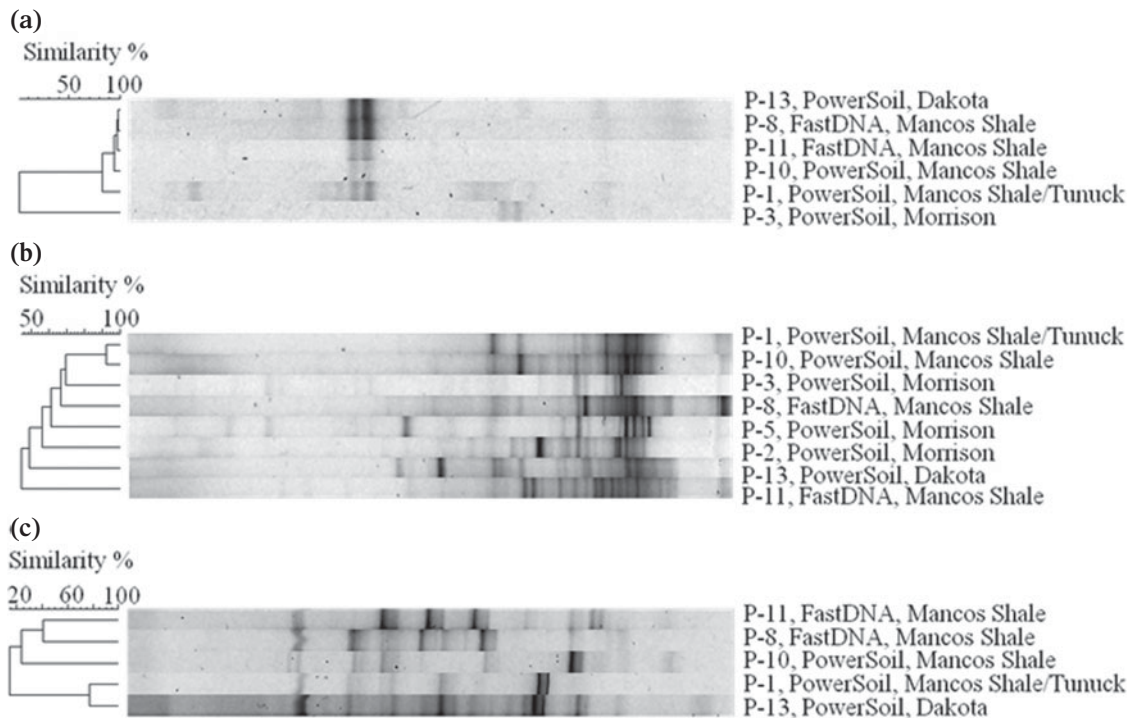 (a)
Similarity %
50 100
P-13, PowerSoil, Dakota
P-8, FastDNA, Mancos Shale
P-11, FastDNA, Mancos Shale
P-10, PowerSoil, Mancos Shale
P-1, PowerSoil, Mancos Shale/Tunuck
P-3, PowerSoil, Morrison
(b)
Similarity %
50 100
P-1, PowerSoil, Mancos Shale/Tunuck
P-10, PowerSoil, Mancos Shale
P-3, PowerSoil, Morrison
P-8, FastDNA, Mancos Shale
P-5, PowerSoil, Morrison
P-2, PowerSoil, Morrison
P-13, PowerSoil, Dakota
P-11, FastDNA, Mancos Shale
(c)
Similarity %
20 60 100
P-11, FastDNA, Mancos Shale
P-8, FastDNA, Mancos Shale
P-10, PowerSoil, Mancos Shale
P-1, PowerSoil, Mancos Shale/Tunuck
P-13, PowerSoil, Dakota